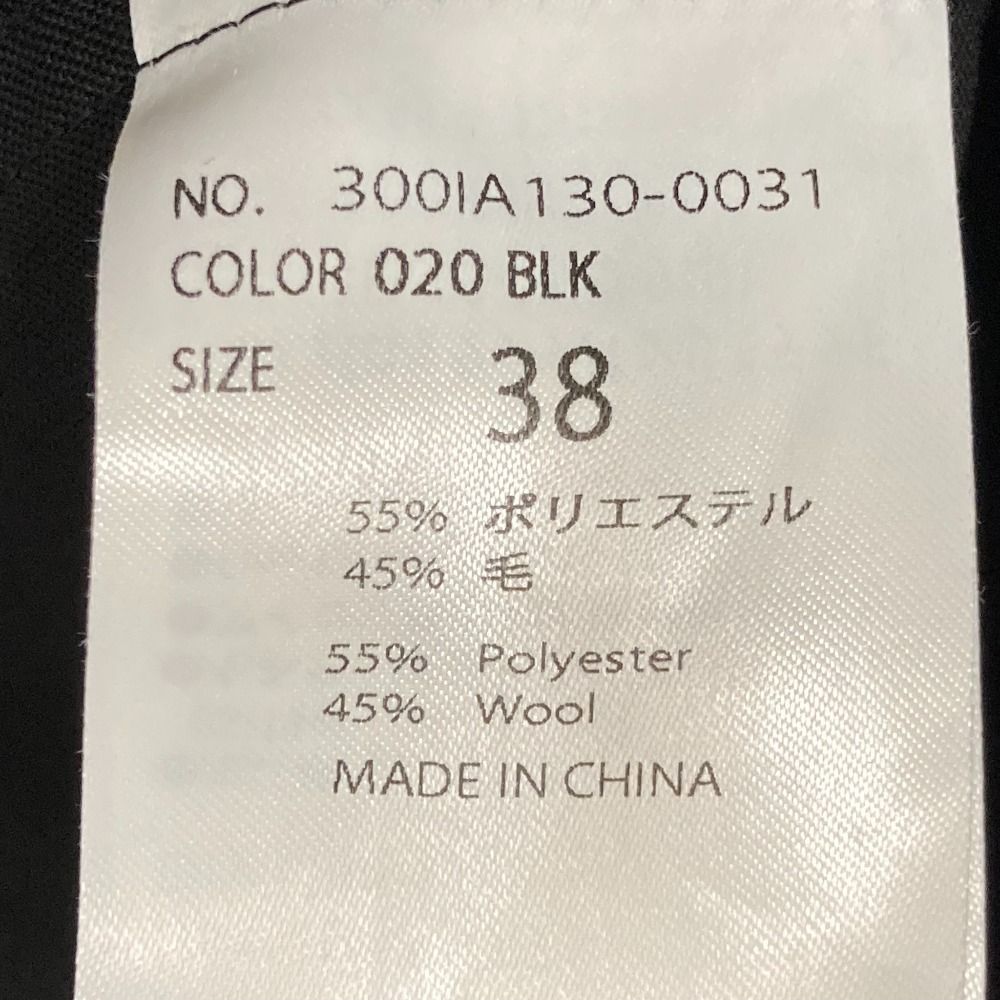 NO. 300IA130-0031
COLOR 020 BLK
SIZE 38
55% ポリエステル
45% 毛
55% Polyester
45% Wool
MADE IN CHINA